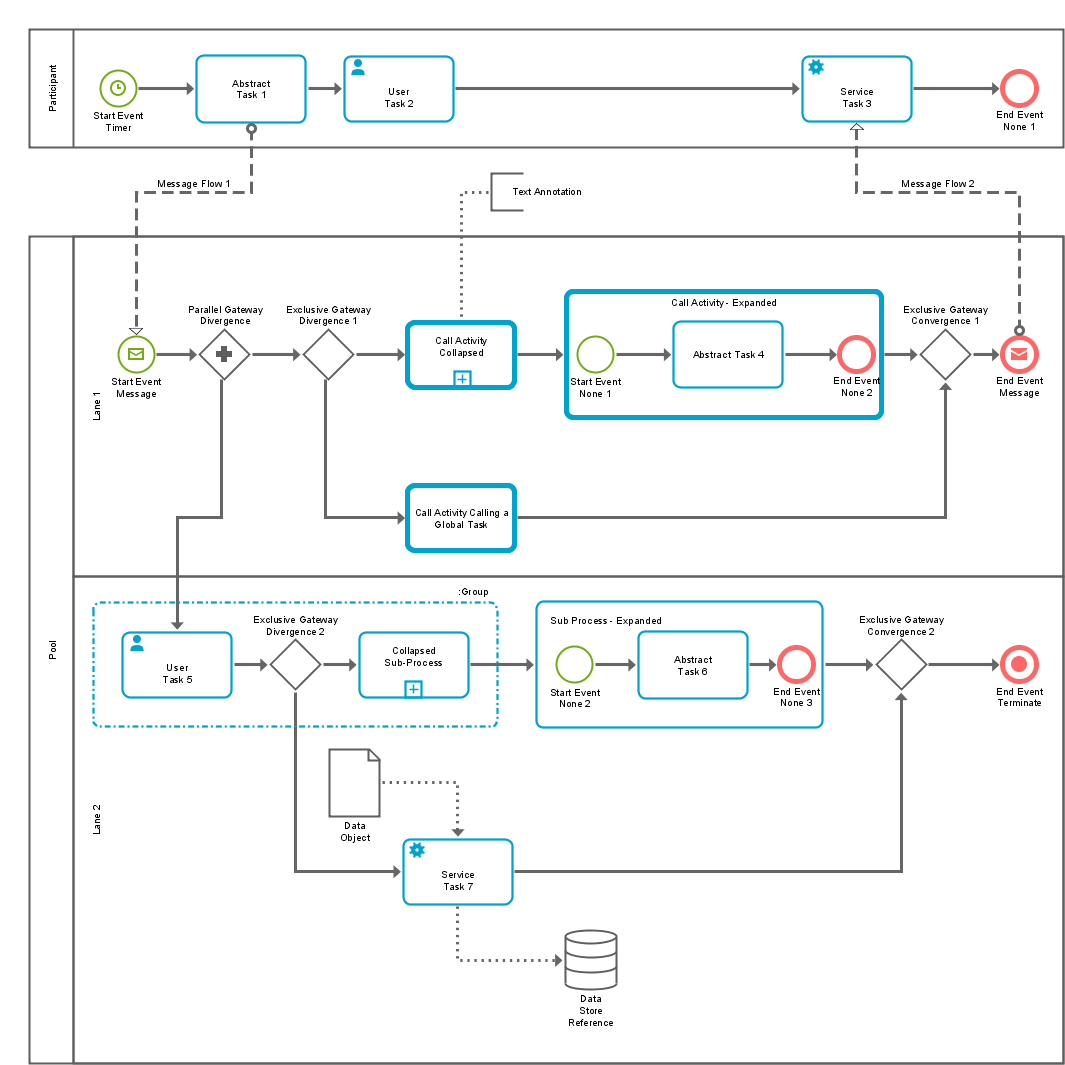 Participant
Start Event
Timer
Abstract
Task 1
User
Task 2
Service
Task 3
End Event
None 1
Message Flow 1
Text Annotation
Message Flow 2
Pool
Lane 1
Start Event
Message
Parallel Gateway
Divergence
Exclusive Gateway
Divergence 1
Call Activity
Collapsed
Call Activity - Expanded
Start Event
None 1
Abstract Task 4
End Event
None 2
Exclusive Gateway
Convergence 1
End Event
Message
Call Activity Calling a
Global Task
Lane 2
:Group
User
Task 5
Exclusive Gateway
Divergence 2
Collapsed
Sub-Process
Sub Process - Expanded
Start Event
None 2
Abstract
Task 6
End Event
None 3
Exclusive Gateway
Convergence 2
End Event
Terminate
Data
Object
Service
Task 7
Data
Store
Reference